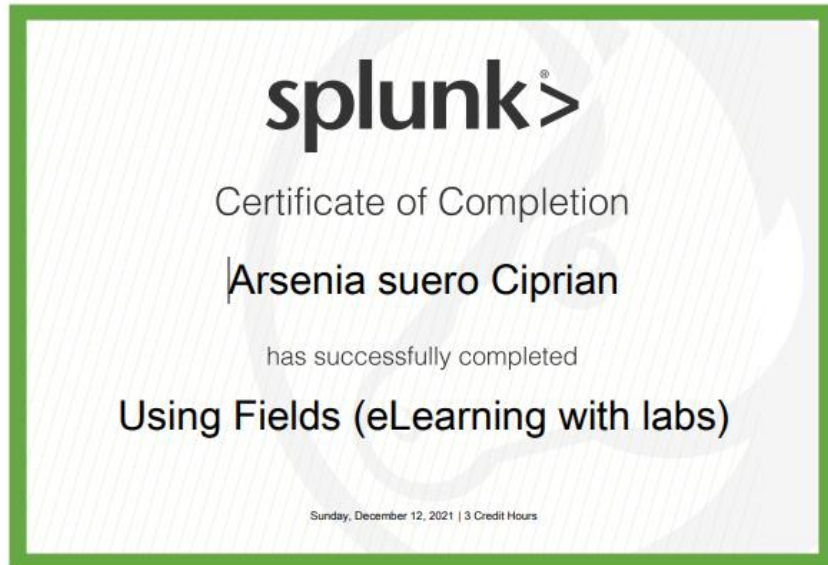 splunk>®
Certificate of Completion
Arsenia suero Ciprian
has successfully completed
Using Fields (eLearning with labs)
Sunday, December 12, 2021 | 3 Credit Hours